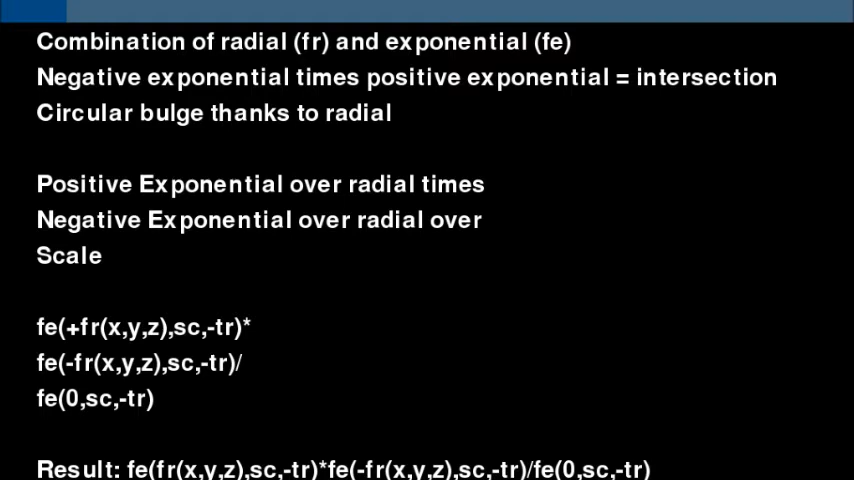 Combination of radial (fr) and exponential (fe)
Negative exponential times positive exponential = intersection
Circular bulge thanks to radial
Positive Exponential over radial times
Negative Exponential over radial over
Scale
fe(+fr(x,y,z),sc,-tr)*
fe(-fr(x,y,z),sc,-tr)/
fe(0,sc,-tr)
Result: fe(fr(x,y,z),sc,-tr)*fe(-fr(x,y,z),sc,-tr)/fe(0,sc,-tr)